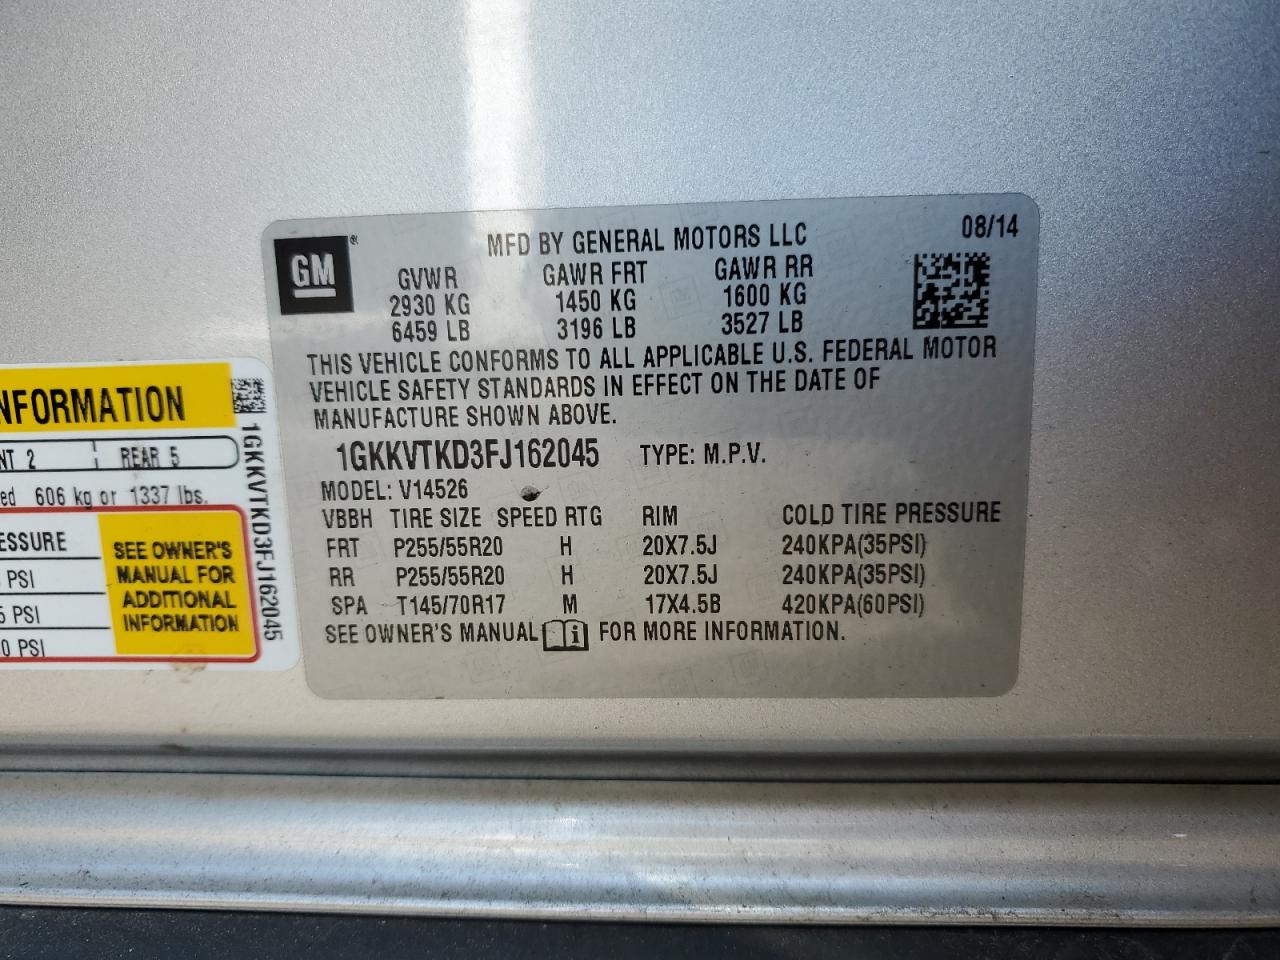 GM®
MFD BY GENERAL MOTORS LLC
08/14
GVWR GAWR FRT GAWR RR
2930 KG 1450 KG 1600 KG
6459 LB 3196 LB 3527 LB
THIS VEHICLE CONFORMS TO ALL APPLICABLE U.S. FEDERAL MOTOR
VEHICLE SAFETY STANDARDS IN EFFECT ON THE DATE OF
MANUFACTURE SHOWN ABOVE.
1GKKVTKD3FJ162045 TYPE: M.P.V.
MODEL: V14526
VBBH TIRE SIZE SPEED RTG RIM COLD TIRE PRESSURE
FRT P255/55R20 H 20X7.5J 240KPA(35PSI)
RR P255/55R20 H 20X7.5J 240KPA(35PSI)
SPA T145/70R17 M 17X4.5B 420KPA(60PSI)
SEE OWNER'S MANUAL FOR MORE INFORMATION.
NFORMATION
NT 2 REAR 5
ed 606 kg or 1337 lbs.
ESSURE
PSI
5 PSI
0 PSI
SEE OWNER'S
MANUAL FOR
ADDITIONAL
INFORMATION
1GKKVTKD3FJ162045